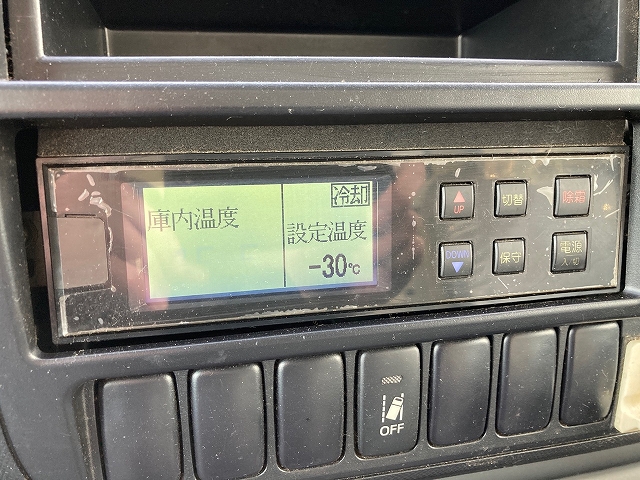 冷却
庫内温度
設定温度
-30℃
▲
UP
切替
除霜
DOWN
▼
保守
電源
入/切
OFF